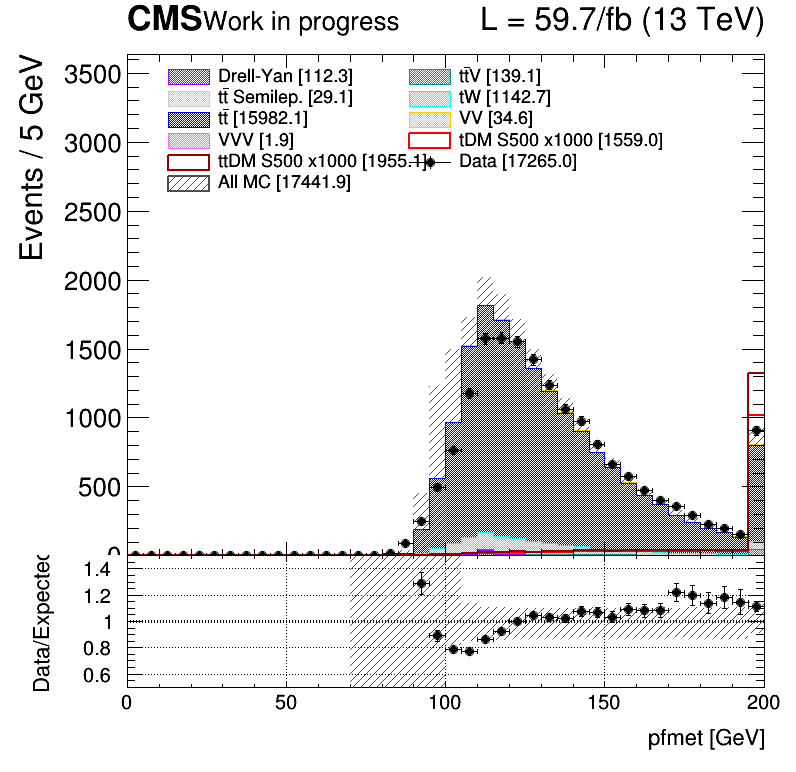 CMS Work in progress L = 59.7/fb (13 TeV)
Events / 5 GeV
3500
3000
2500
2000
1500
1000
500
0
Drell-Yan [112.3] tt̄V [139.1]
tt̄ Semilep. [29.1] tW [1142.7]
tt̄ [15982.1] VV [34.6]
VVV [1.9] tDM S500 x1000 [1559.0]
ttDM S500 x1000 [1955.1] Data [17265.0]
All MC [17441.9]
Data/Expected
1.4
1.2
1
0.8
0.6
0 50 100 150 200
pfmet [GeV]